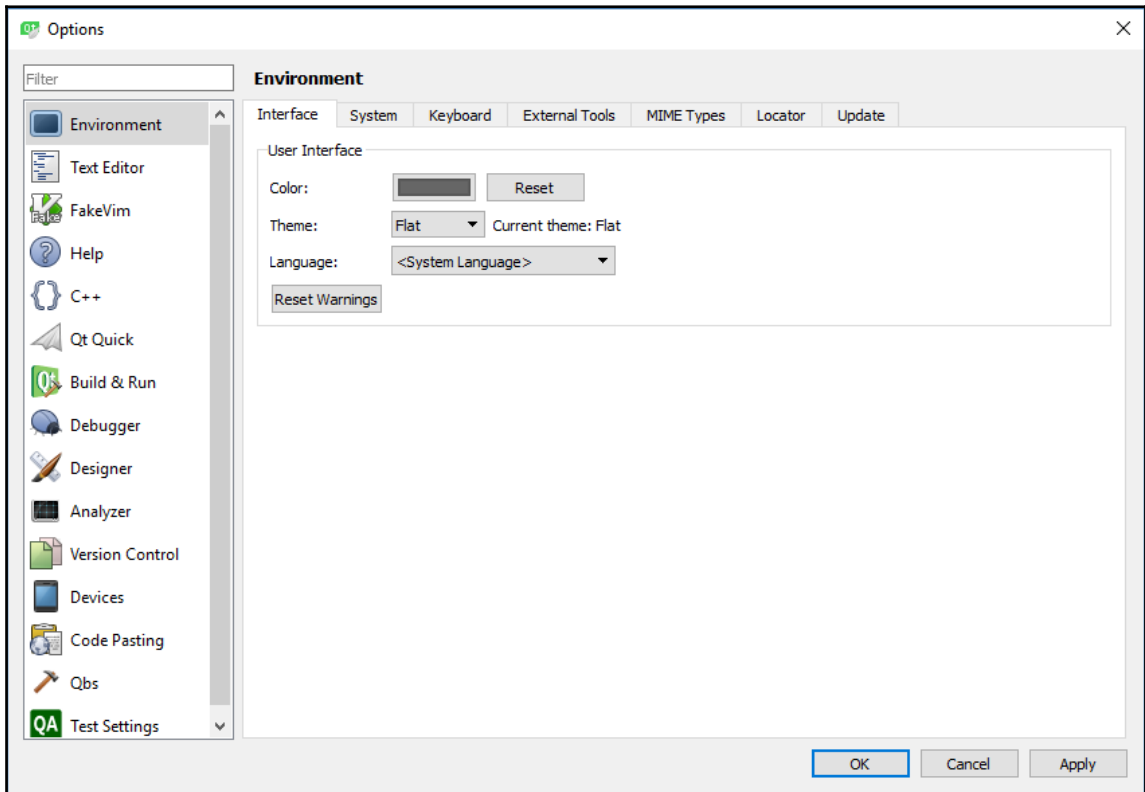 Options
Filter
Environment
Text Editor
FakeVim
Help
C++
Qt Quick
Build & Run
Debugger
Designer
Analyzer
Version Control
Devices
Code Pasting
Qbs
QA Test Settings
Environment
Interface System Keyboard External Tools MIME Types Locator Update
User Interface
Color: Reset
Theme: Flat Current theme: Flat
Language: <System Language>
Reset Warnings
OK Cancel Apply